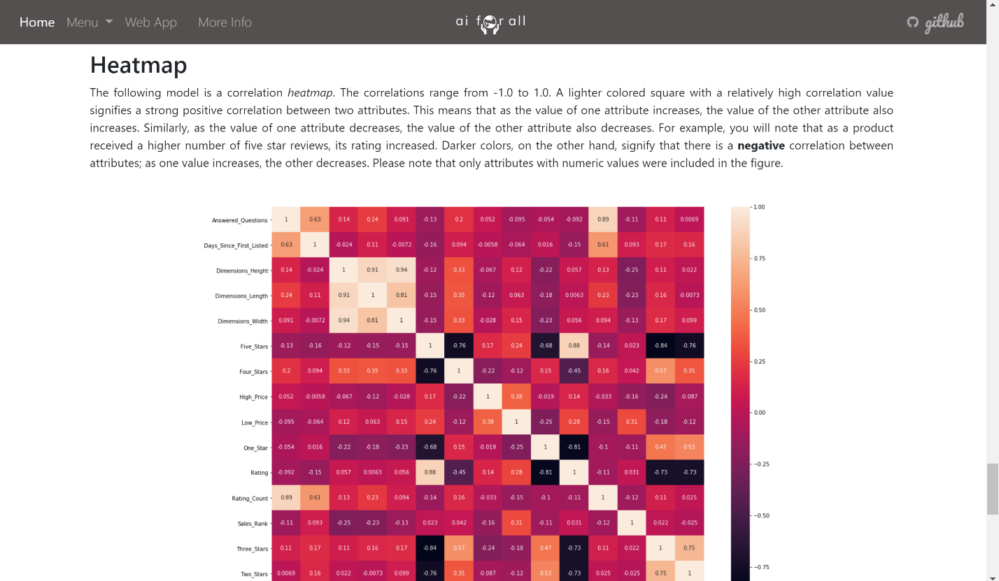 Home Menu Web App More Info ai for all github
Heatmap
The following model is a correlation heatmap. The correlations range from -1.0 to 1.0. A lighter colored square with a relatively high correlation value
signifies a strong positive correlation between two attributes. This means that as the value of one attribute increases, the value of the other attribute also
increases. Similarly, as the value of one attribute decreases, the value of the other attribute also decreases. For example, you will note that as a product
received a higher number of five star reviews, its rating increased. Darker colors, on the other hand, signify that there is a negative correlation between
attributes; as one value increases, the other decreases. Please note that only attributes with numeric values were included in the figure.
1.00
Answered_Questions 1 0.63 0.14 0.24 0.091 -0.13 0.2 0.052 -0.095 -0.054 -0.092 0.89 -0.11 0.11 0.0069
Days_Since_First_Listed 0.63 1 -0.024 0.11 -0.0072 -0.16 0.094 -0.0058 -0.064 0.016 -0.15 0.61 0.093 0.17 0.16
0.75
Dimensions_Height 0.14 -0.024 1 0.91 0.94 -0.12 0.33 -0.067 0.12 -0.22 0.057 0.13 -0.25 0.11 0.022
Dimensions_Length 0.24 0.11 0.91 1 0.81 -0.15 0.35 -0.12 0.063 -0.18 0.0063 0.23 -0.23 0.16 -0.0073
0.50
Dimensions_Width 0.091 -0.0072 0.94 0.81 1 -0.15 0.33 -0.028 0.15 -0.23 0.056 0.094 -0.13 0.17 0.099
Five_Stars -0.13 -0.16 -0.12 -0.15 -0.15 1 -0.76 0.17 0.24 -0.68 0.88 -0.14 0.023 -0.84 -0.76
0.25
Four_Stars 0.2 0.094 0.33 0.35 0.33 -0.76 1 -0.22 -0.12 0.15 -0.45 0.16 0.042 0.57 0.35
High_Price 0.052 -0.0058 -0.067 -0.12 -0.028 0.17 -0.22 1 0.38 -0.019 0.14 -0.033 -0.16 -0.24 -0.087
0.00
Low_Price -0.095 -0.064 0.12 0.063 0.15 0.24 -0.12 0.38 1 -0.25 0.28 -0.15 0.31 -0.18 -0.12
One_Star -0.054 0.016 -0.22 -0.18 -0.23 -0.68 0.15 -0.019 -0.25 1 -0.81 -0.1 -0.11 0.47 0.53
−0.25
Rating -0.092 -0.15 0.057 0.0063 0.056 0.88 -0.45 0.14 0.28 -0.81 1 -0.11 0.031 -0.73 -0.73
Rating_Count 0.89 0.61 0.13 0.23 0.094 -0.14 0.16 -0.033 -0.15 -0.1 -0.11 1 -0.12 0.11 0.025
−0.50
Sales_Rank -0.11 0.093 -0.25 -0.23 -0.13 0.023 0.042 -0.16 0.31 -0.11 0.031 -0.12 1 0.022 -0.025
Three_Stars 0.11 0.17 0.11 0.16 0.17 -0.84 0.57 -0.24 -0.18 0.47 -0.73 0.11 0.022 1 0.75
−0.75
Two_Stars 0.0069 0.16 0.022 -0.0073 0.099 -0.76 0.35 -0.087 -0.12 0.53 -0.73 0.025 -0.025 0.75 1